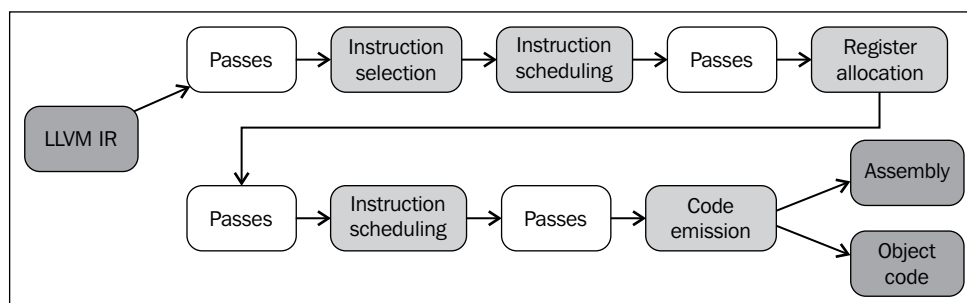 LLVM IR
Passes
Instruction
selection
Instruction
scheduling
Passes
Register
allocation
Passes
Instruction
scheduling
Passes
Code
emission
Assembly
Object
code